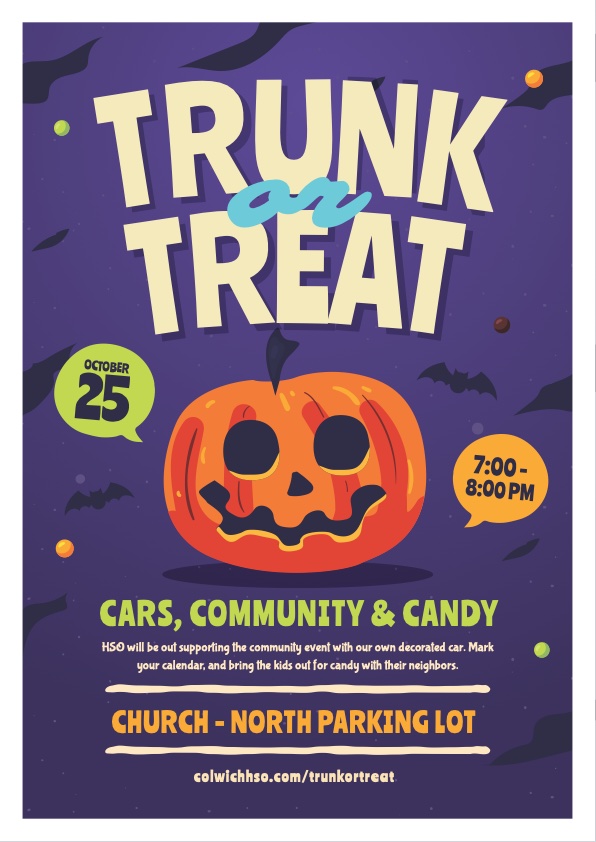 TRUNK
or
TREAT
OCTOBER
25
7:00 -
8:00 PM
CARS, COMMUNITY & CANDY
HSO will be out supporting the community event with our own decorated car. Mark
your calendar, and bring the kids out for candy with their neighbors.
CHURCH - NORTH PARKING LOT
colwichhso.com/trunkortreat